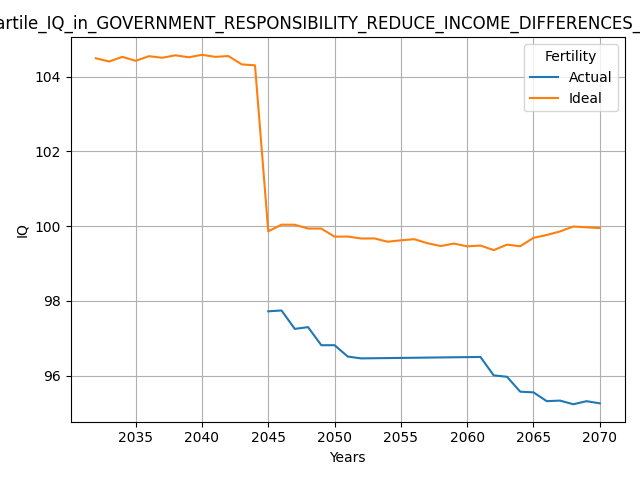 artile_IQ_in_GOVERNMENT_RESPONSIBILITY_REDUCE_INCOME_DIFFERENCES_
Fertility
Actual
Ideal
104
102
100
98
96
IQ
2035 2040 2045 2050 2055 2060 2065 2070
Years